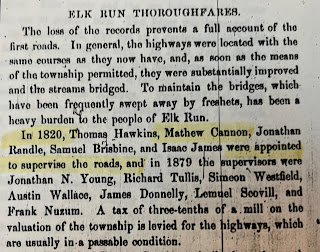 ELK RUN THOROUGHFARES.
The loss of the records prevents a full account of the
first roads. In general, the highways were located with the
same courses as they now have, and, as soon as the means
of the township permitted, they were substantially improved
and the streams bridged. To maintain the bridges, which
have been frequently swept away by freshets, has been a
heavy burden to the people of Elk Run.
In 1820, Thomas Hawkins, Mathew Cannon, Jonathan
Randle, Samuel Brisbine, and Isaac James were appointed
to supervise the roads, and in 1879 the supervisors were
Jonathan N. Young, Richard Tullis, Simeon Westfield,
Austin Wallace, James Donnelly, Lemuel Scovill, and
Frank Nuzum. A tax of three-tenths of a mill on the
valuation of the township is levied for the highways, which
are usually in a passable condition.